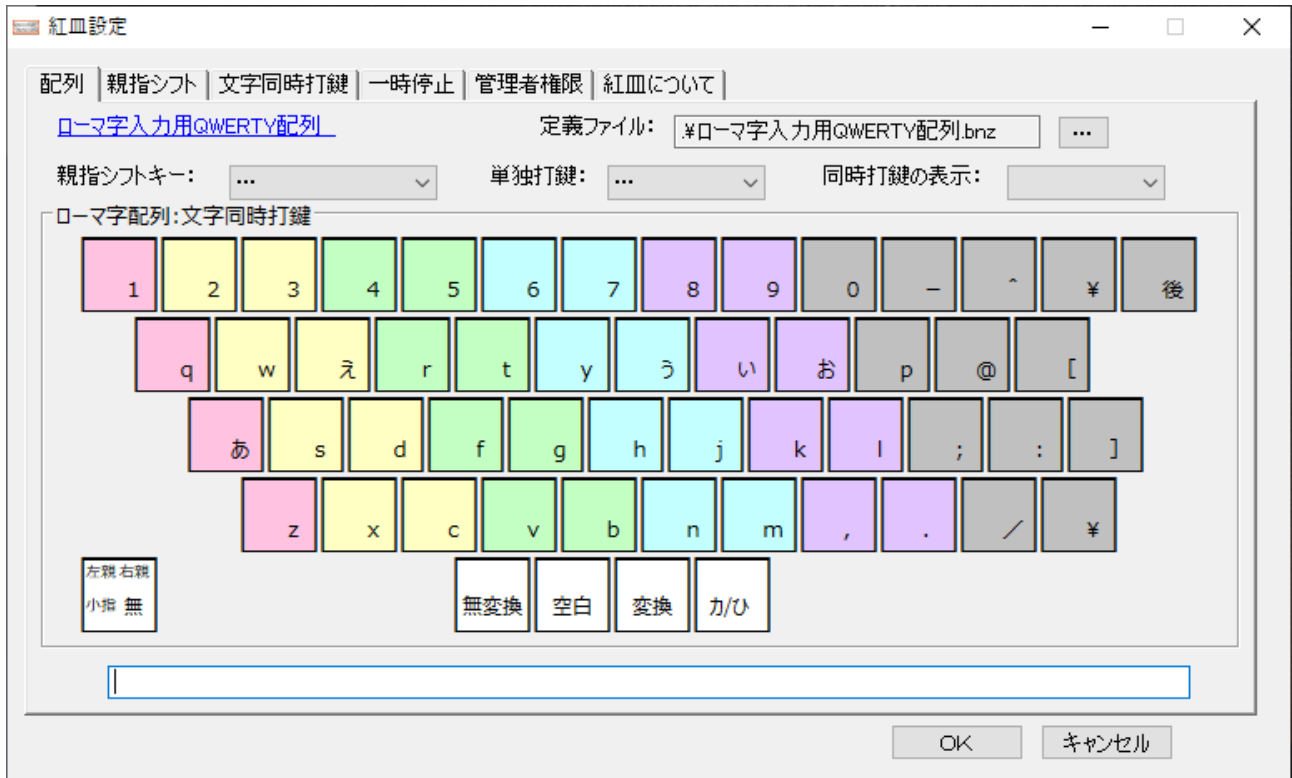 紅皿設定
配列 親指シフト 文字同時打鍵 一時停止 管理者権限 紅皿について
ローマ字入力用QWERTY配列 定義ファイル： .¥ローマ字入力用QWERTY配列.bnz ...
親指シフトキー： ... 単独打鍵： ... 同時打鍵の表示：
ローマ字配列:文字同時打鍵
1 2 3 4 5 6 7 8 9 0 − ＾ ¥ 後
q w え r t y う い お p @ [
あ s d f g h j k l ; : ]
z x c v b n m , . ／ ¥
左親 右親
小指 無 無変換 空白 変換 カ/ひ
OK キャンセル